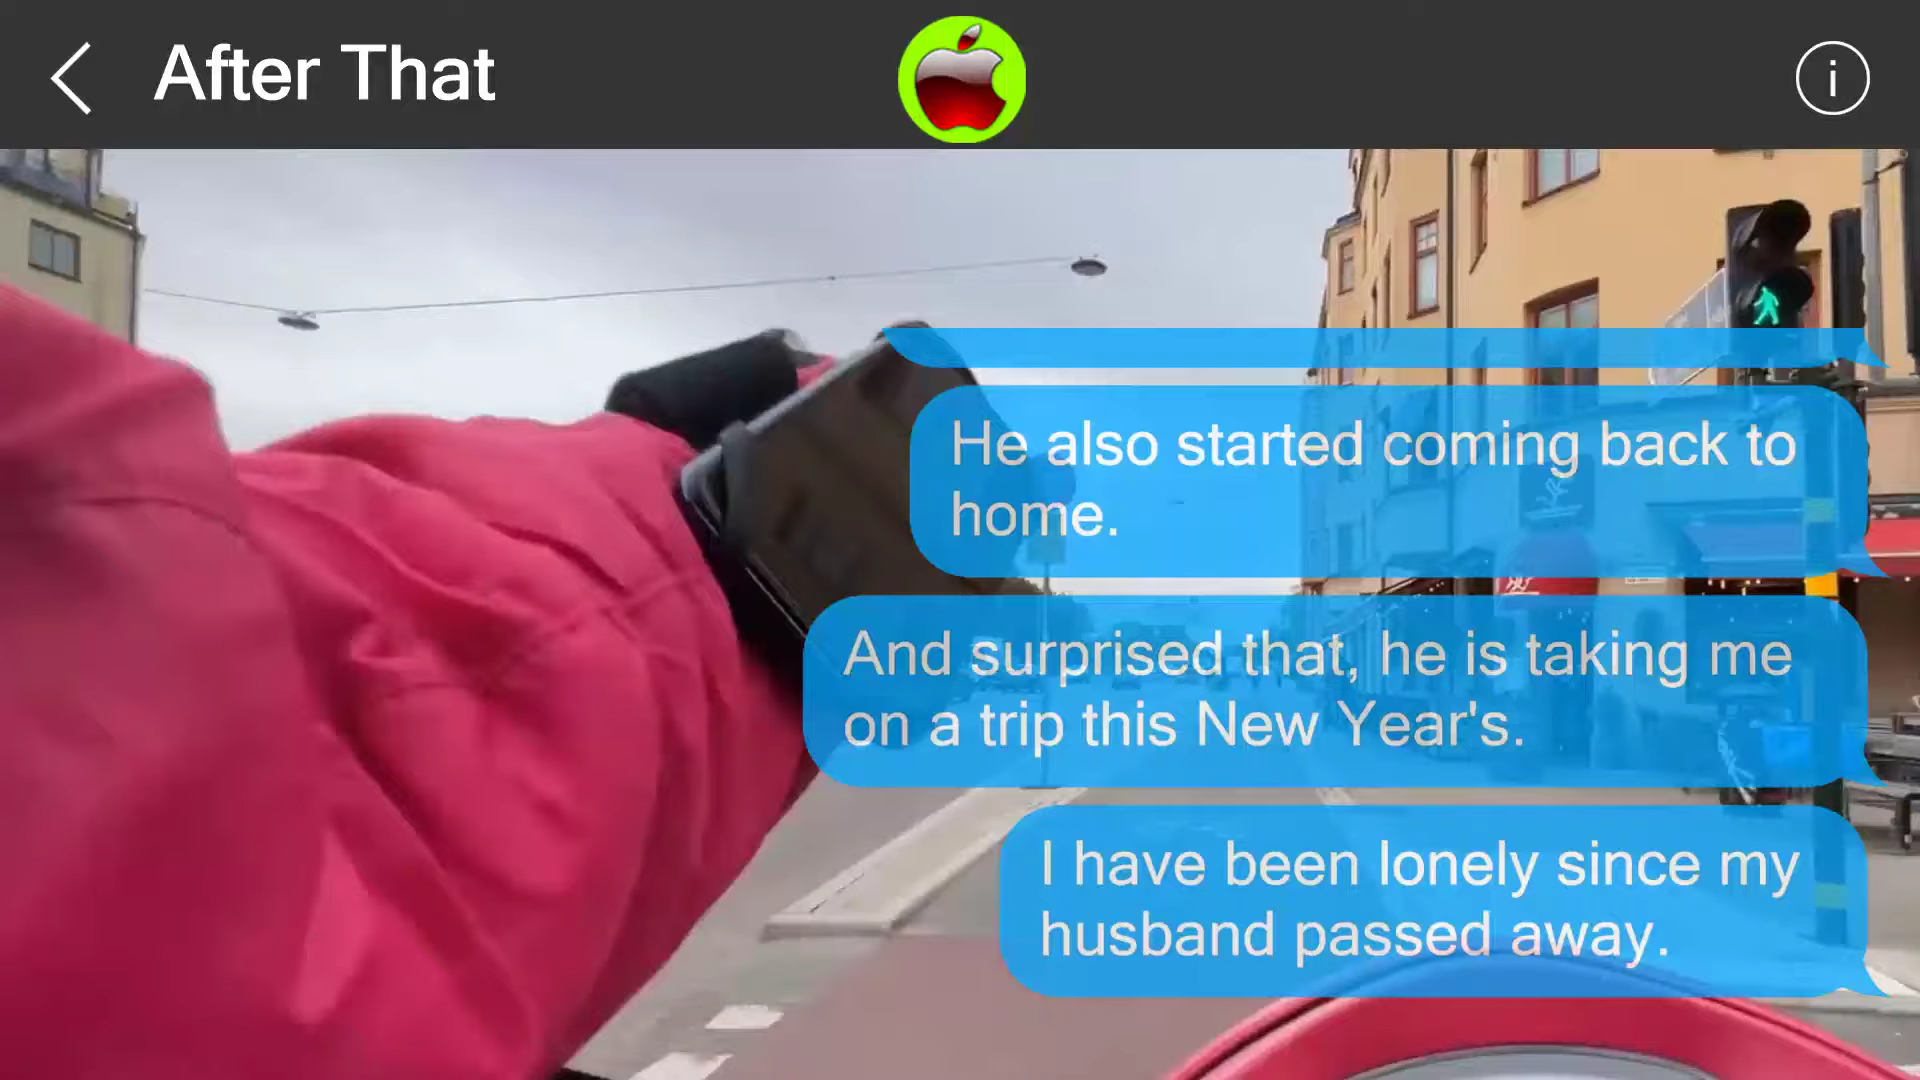 After That
He also started coming back to
home.
And surprised that, he is taking me
on a trip this New Year's.
I have been lonely since my
husband passed away.